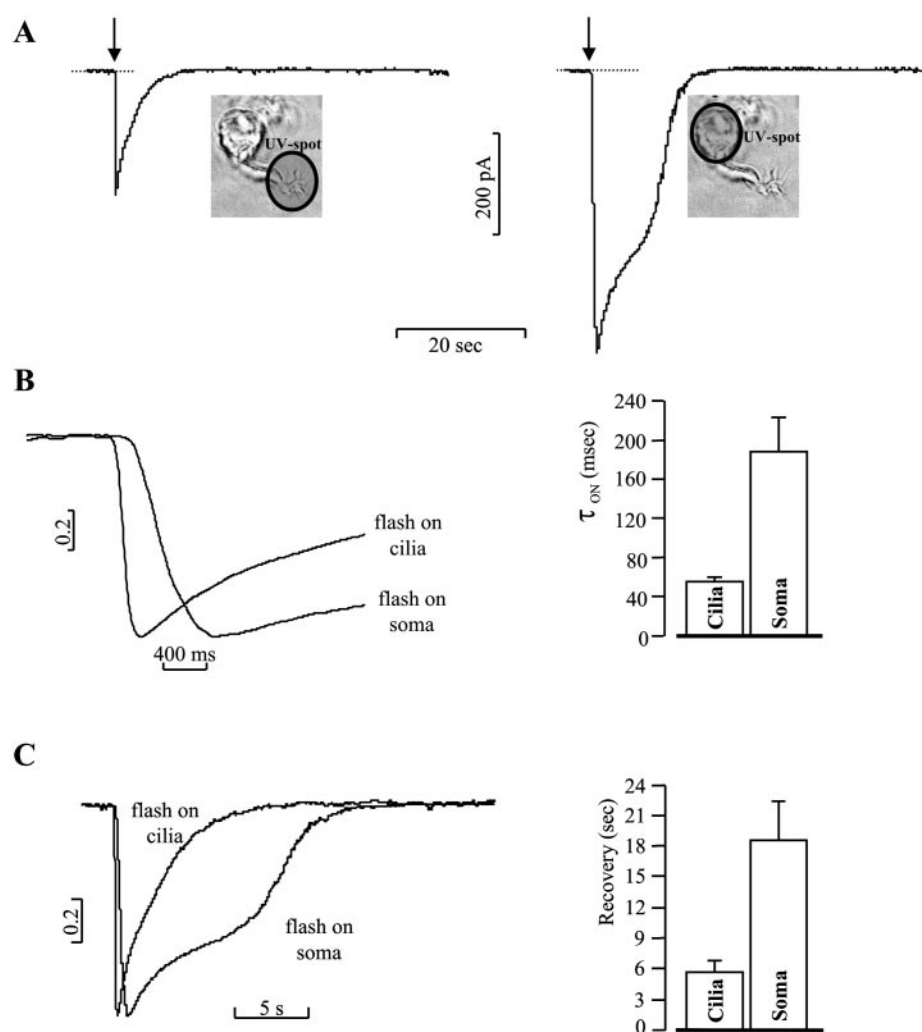 A
UV-spot
200 pA
UV-spot
20 sec
B
0.2
flash on
cilia
flash on
soma
400 ms
τ ON (msec)
240
200
160
120
80
40
0
Cilia
Soma
C
flash on
cilia
0.2
flash on
soma
5 s
Recovery (sec)
24
21
18
15
12
9
6
3
0
Cilia
Soma